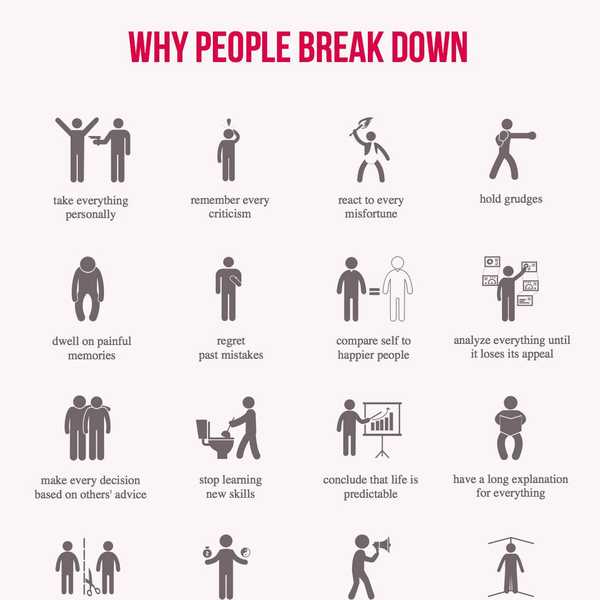 WHY PEOPLE BREAK DOWN
take everything
personally
remember every
criticism
react to every
misfortune
hold grudges
dwell on painful
memories
regret
past mistakes
compare self to
happier people
analyze everything until
it loses its appeal
make every decision
based on others' advice
stop learning
new skills
conclude that life is
predictable
have a long explanation
for everything